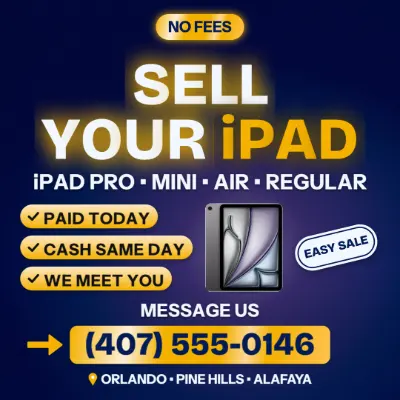 NO FEES
SELL
YOUR iPAD
iPAD PRO ▪ MINI ▪ AIR ▪ REGULAR
✓ PAID TODAY
✓ CASH SAME DAY
✓ WE MEET YOU
EASY SALE
MESSAGE US
→ (407) 555-0146
ORLANDO • PINE HILLS • ALAFAYA